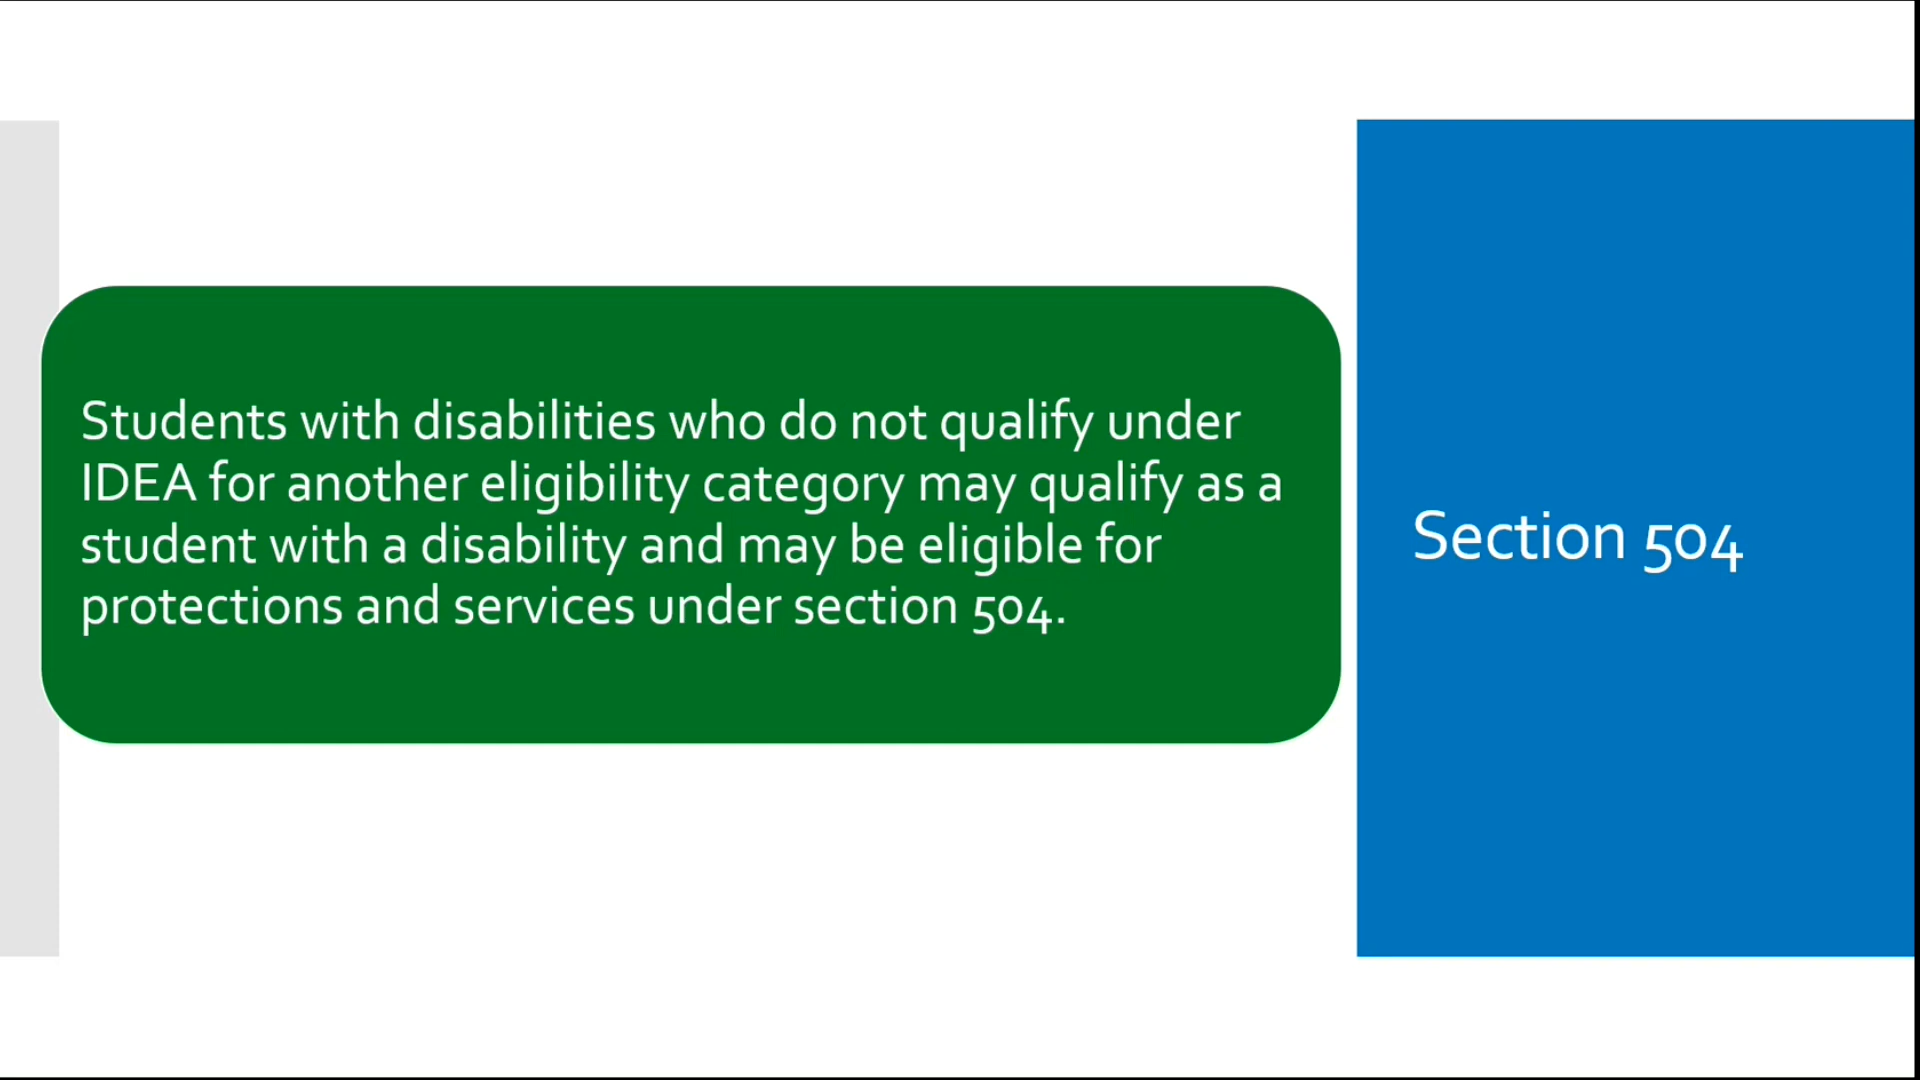 Students with disabilities who do not qualify under
IDEA for another eligibility category may qualify as a
student with a disability and may be eligible for
protections and services under section 504.
Section 504